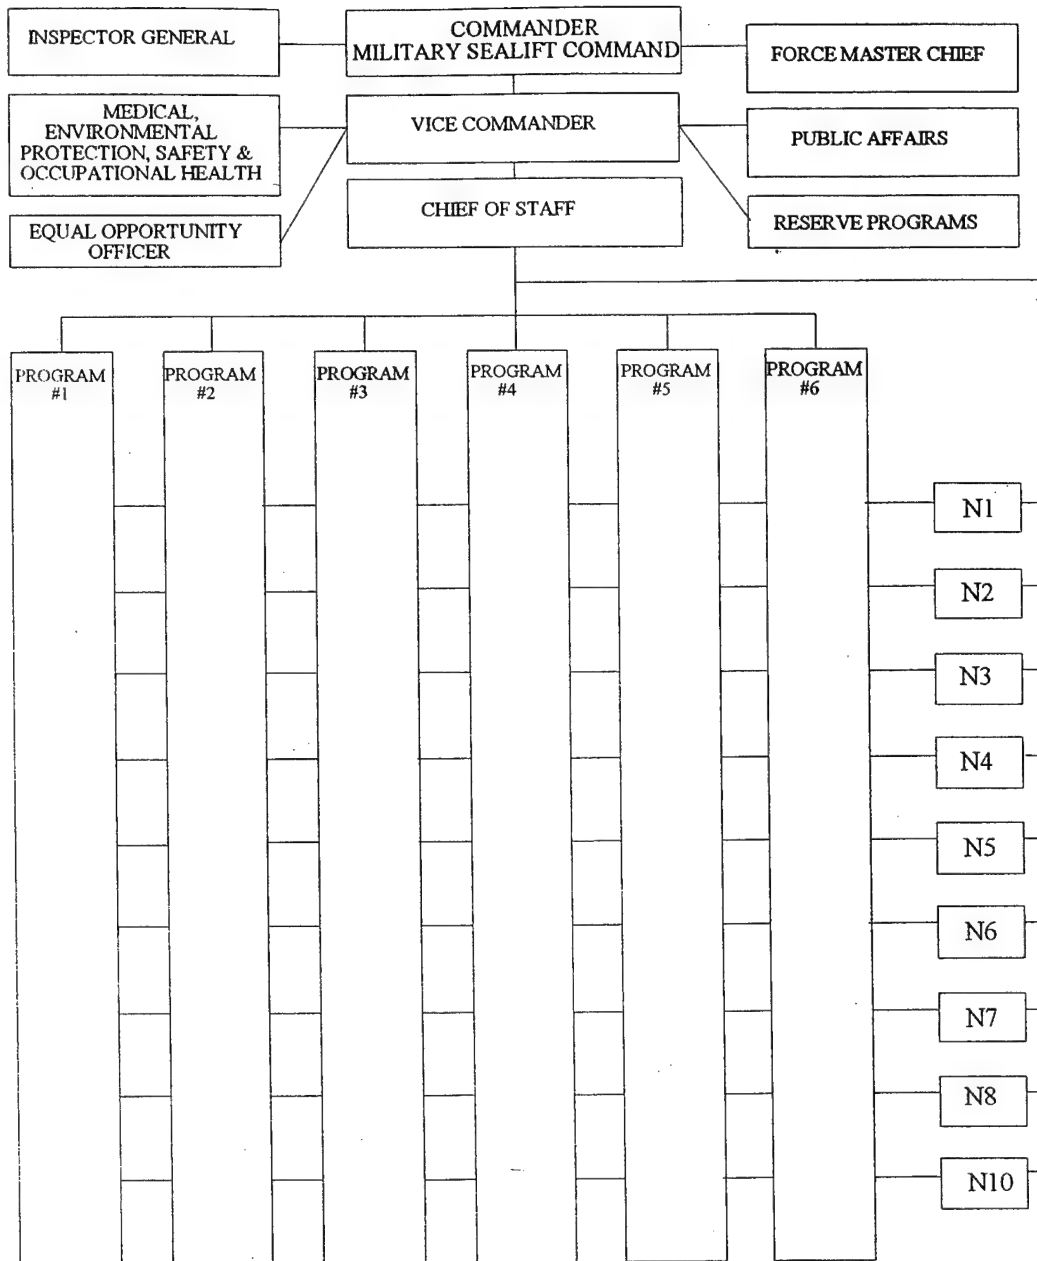 INSPECTOR GENERAL
COMMANDER
MILITARY SEALIFT COMMAND
FORCE MASTER CHIEF
MEDICAL,
ENVIRONMENTAL
PROTECTION, SAFETY &
OCCUPATIONAL HEALTH
VICE COMMANDER
PUBLIC AFFAIRS
EQUAL OPPORTUNITY
OFFICER
CHIEF OF STAFF
RESERVE PROGRAMS
PROGRAM
#1
PROGRAM
#2
PROGRAM
#3
PROGRAM
#4
PROGRAM
#5
PROGRAM
#6
N1
N2
N3
N4
N5
N6
N7
N8
N10